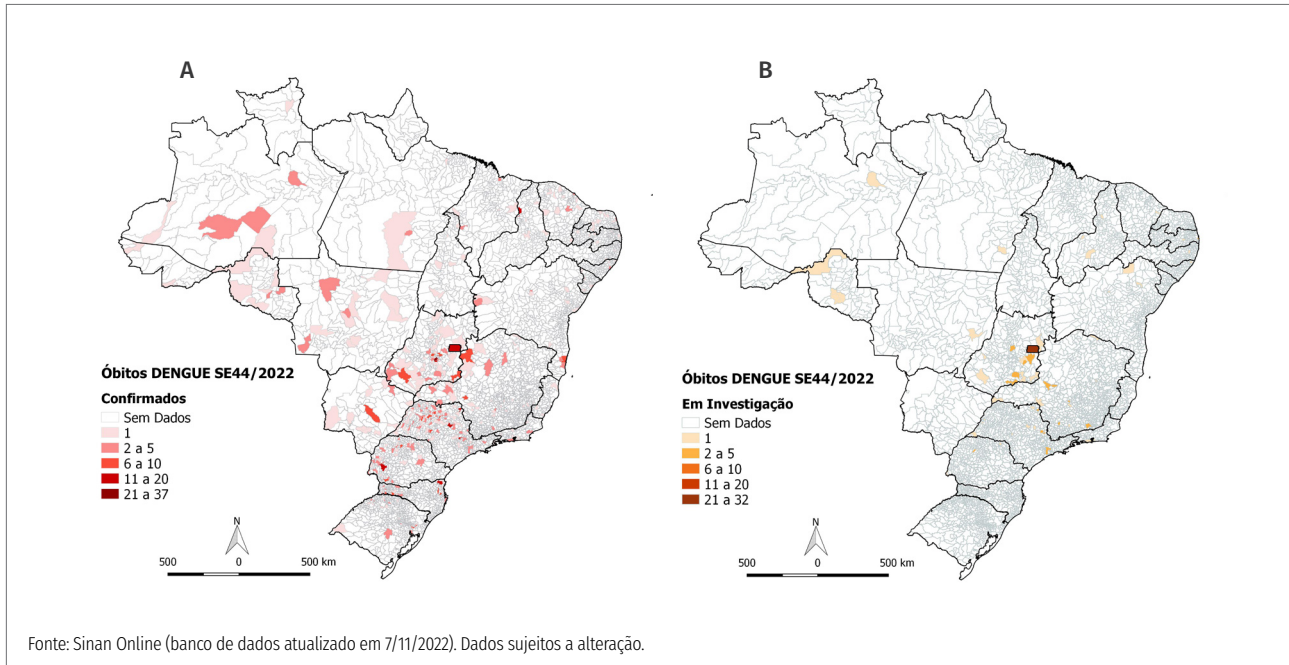 A
Óbitos DENGUE SE44/2022
Confirmados
Sem Dados
1
2 a 5
6 a 10
11 a 20
21 a 37
N
500 0 500 km
B
Óbitos DENGUE SE44/2022
Em Investigação
Sem Dados
1
2 a 5
6 a 10
11 a 20
21 a 32
N
500 0 500 km
Fonte: Sinan Online (banco de dados atualizado em 7/11/2022). Dados sujeitos a alteração.